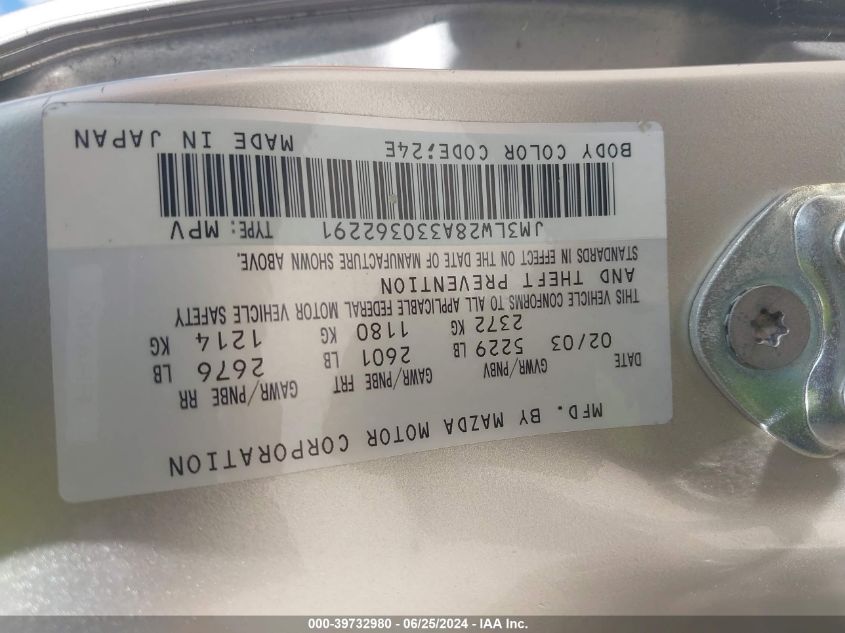 MFD. BY MAZDA MOTOR CORPORATION
DATE GVWR/PNBV GAWR/PNBE FRT GAWR/PNBE RR
02/03 5229 LB 2601 LB 2676 LB
2372 KG 1180 KG 1214 KG
THIS VEHICLE CONFORMS TO ALL APPLICABLE FEDERAL MOTOR VEHICLE SAFETY
AND THEFT PREVENTION
STANDARDS IN EFFECT ON THE DATE OF MANUFACTURE SHOWN ABOVE.
JM3LW28A330362291 TYPE: MPV
BODY COLOR CODE:24E MADE IN JAPAN
000-39732980 - 06/25/2024 - IAA Inc.